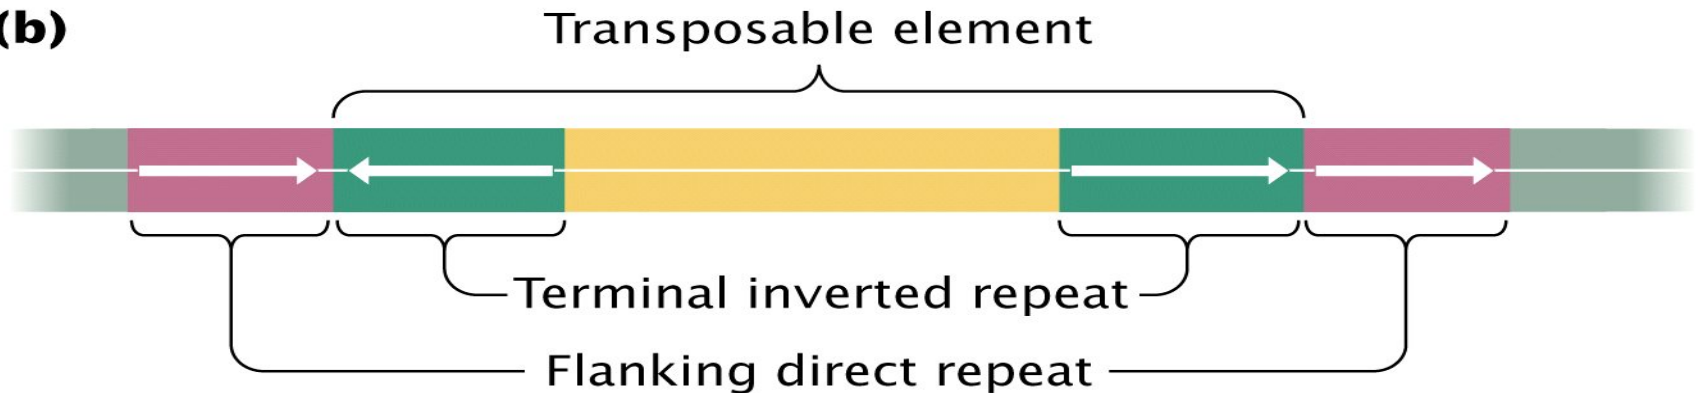 (b)
Transposable element
Terminal inverted repeat
Flanking direct repeat